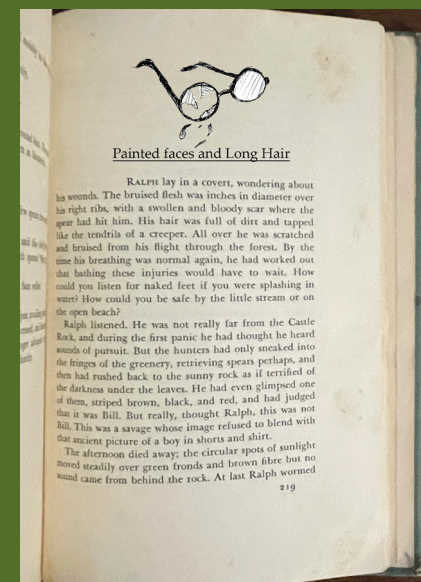 Painted faces and Long Hair
RALPH lay in a covert, wondering about
his wounds. The bruised flesh was inches in diameter over
his right ribs, with a swollen and bloody scar where the
spear had hit him. His hair was full of dirt and tapped
like the tendrils of a creeper. All over he was scratched
and bruised from his flight through the forest. By the
time his breathing was normal again, he had worked out
that bathing these injuries would have to wait. How
could you listen for naked feet if you were splashing in
water? How could you be safe by the little stream or on
the open beach?
Ralph listened. He was not really far from the Castle
Rock, and during the first panic he had thought he heard
sounds of pursuit. But the hunters had only sneaked into
the fringes of the greenery, retrieving spears perhaps, and
then had rushed back to the sunny rock as if terrified of
the darkness under the leaves. He had even glimpsed one
of them, striped brown, black, and red, and had judged
that it was Bill. But really, thought Ralph, this was not
Bill. This was a savage whose image refused to blend with
that ancient picture of a boy in shorts and shirt.
The afternoon died away; the circular spots of sunlight
moved steadily over green fronds and brown fibre but no
sound came from behind the rock. At last Ralph wormed
219